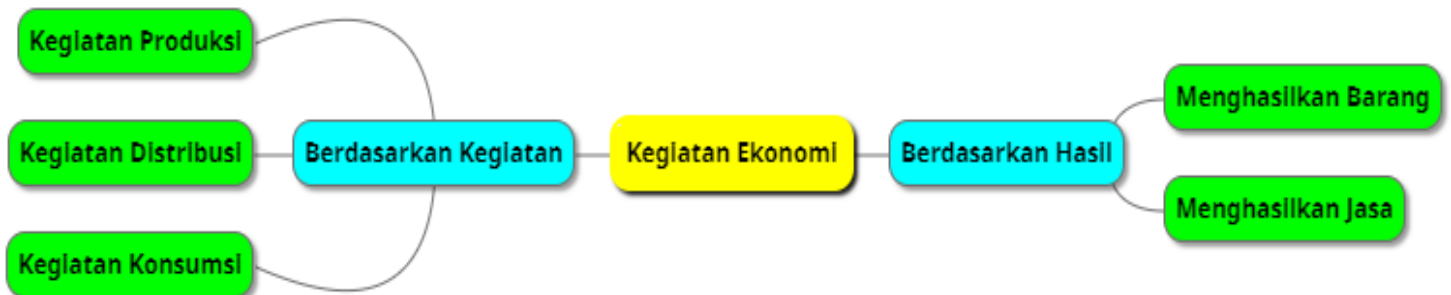 Kegiatan Produksi
Kegiatan Distribusi
Kegiatan Konsumsi
Berdasarkan Kegiatan
Kegiatan Ekonomi
Berdasarkan Hasil
Menghasilkan Barang
Menghasilkan Jasa